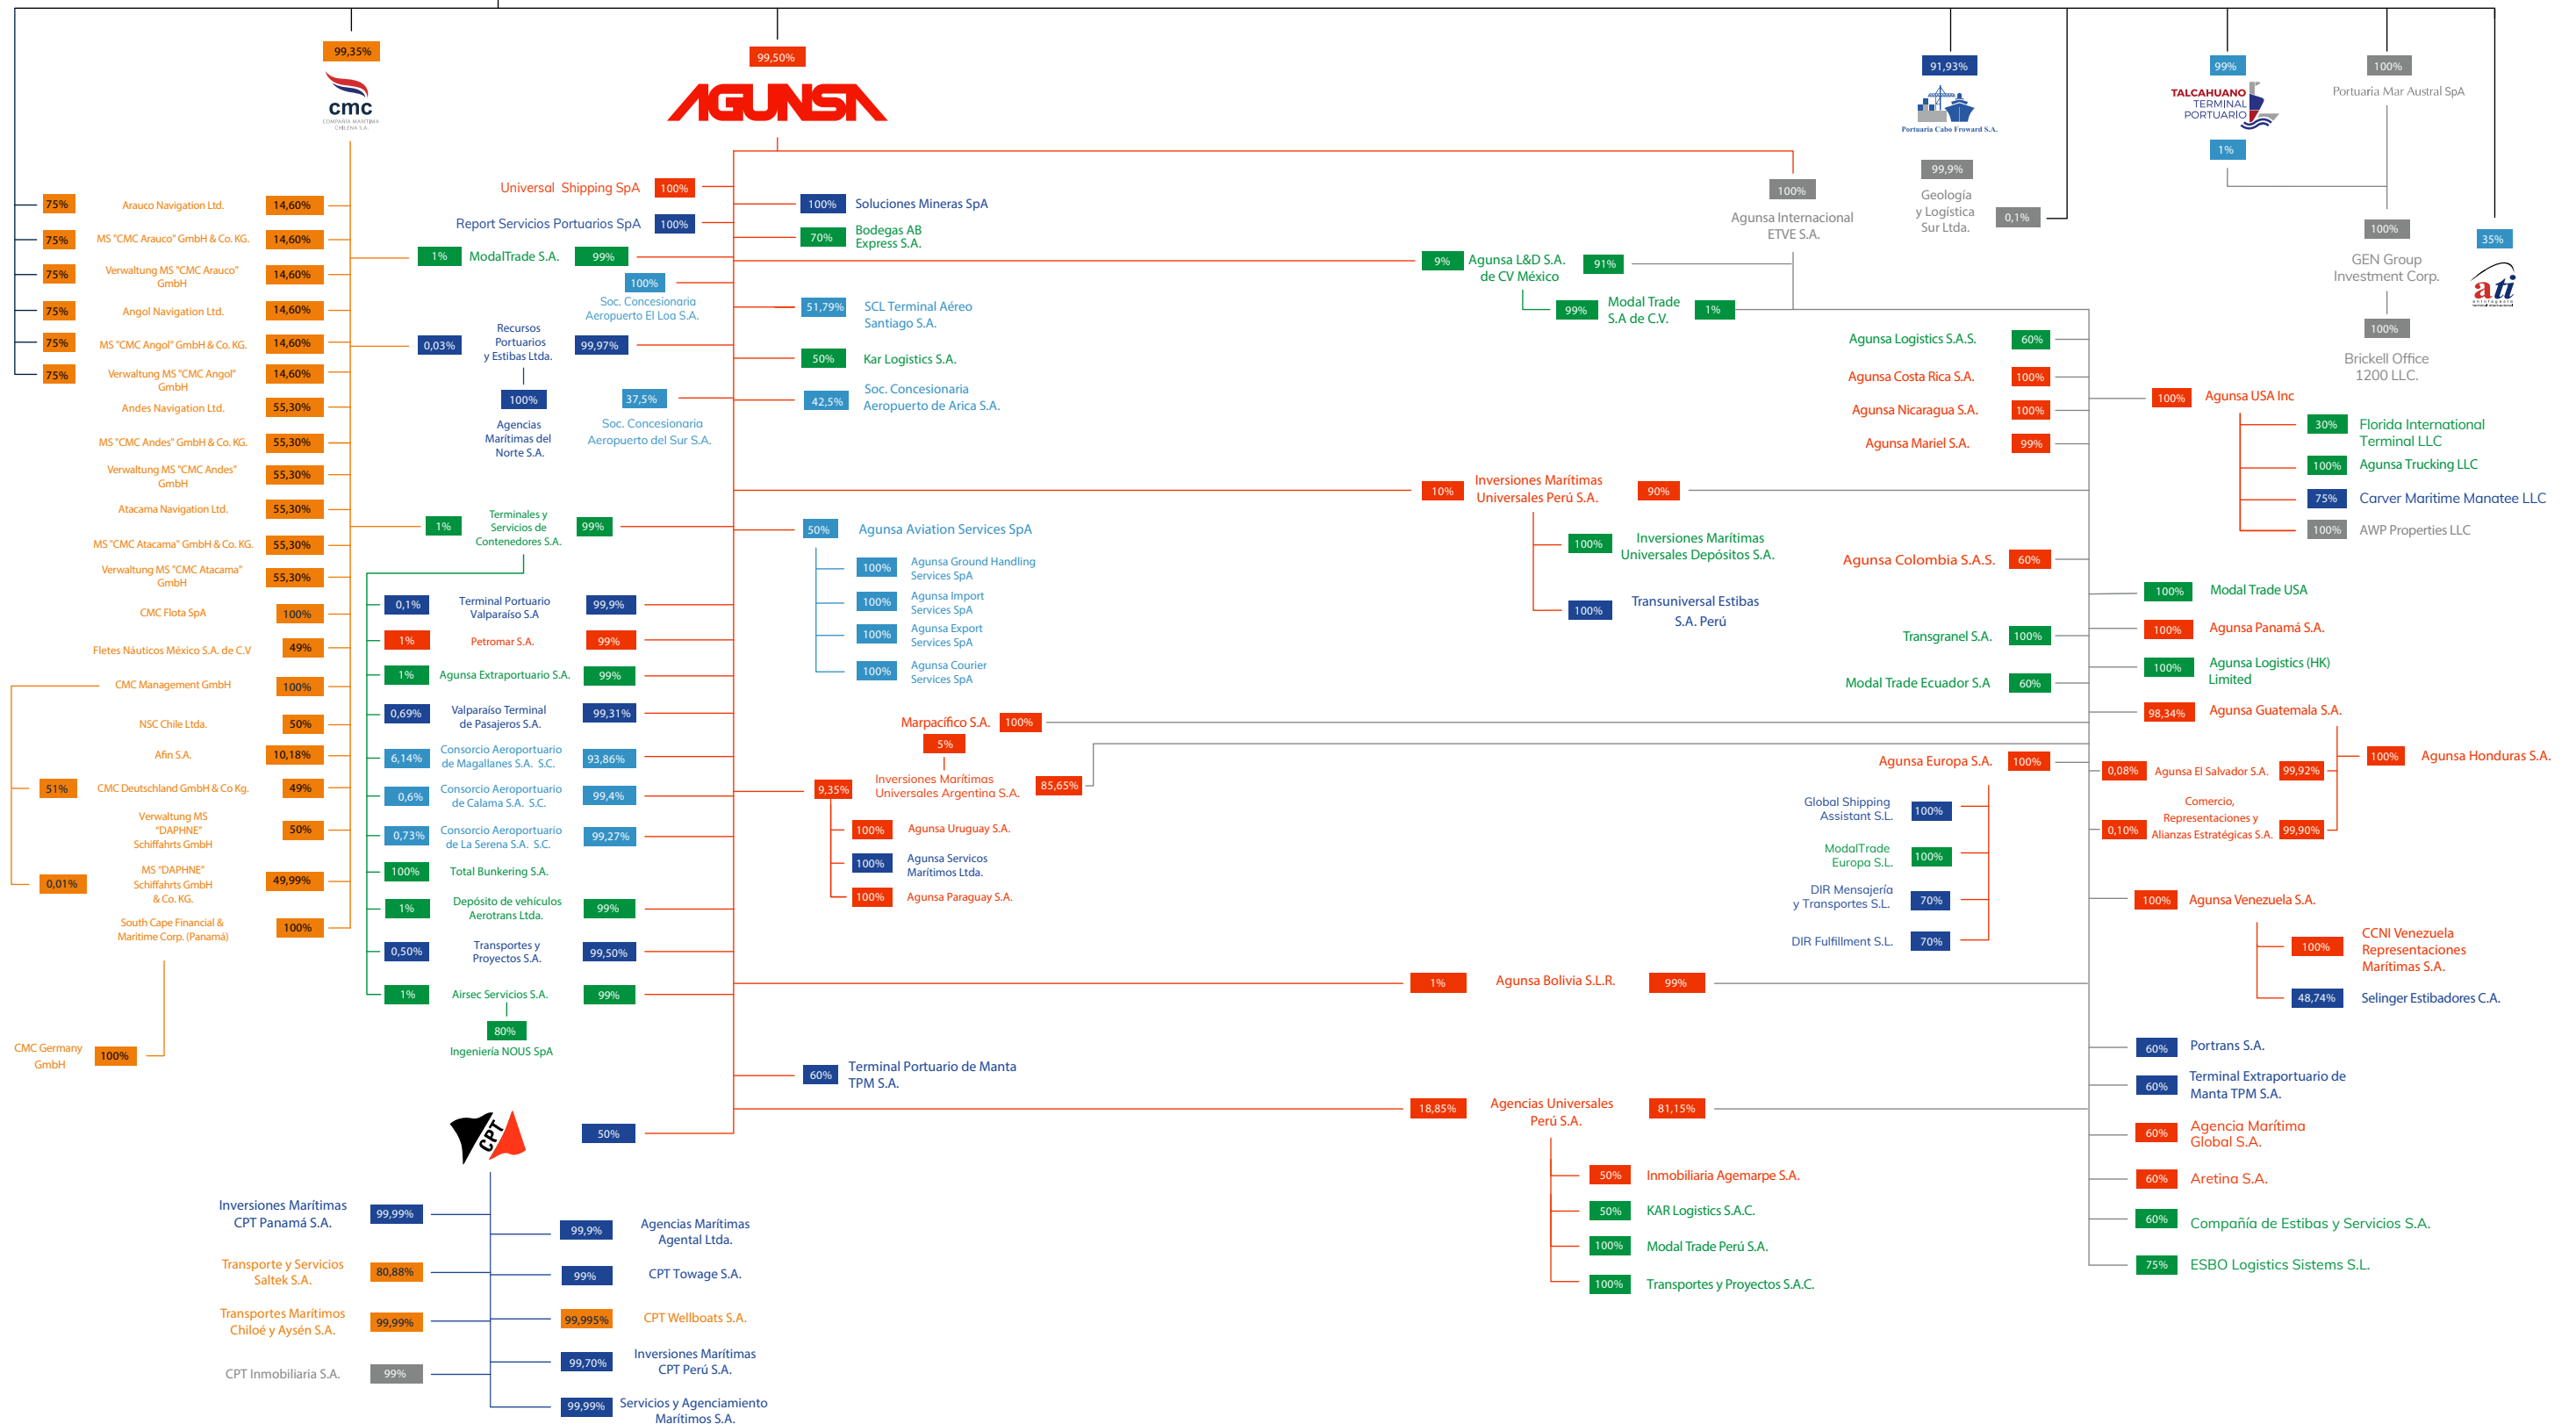 99,35%
cmc
COMPAÑÍA MARÍTIMA
CHILENA S.A.
75%
Arauco Navigation Ltd.
14,60%
75%
MS "CMC Arauco" GmbH & Co. KG.
14,60%
75%
Verwaltung MS "CMC Arauco"
GmbH
14,60%
75%
Angol Navigation Ltd.
14,60%
75%
MS "CMC Angol" GmbH & Co. KG.
14,60%
75%
Verwaltung MS "CMC Angol"
GmbH
14,60%
Andes Navigation Ltd.
55,30%
MS "CMC Andes" GmbH & Co. KG.
55,30%
Verwaltung MS "CMC Andes"
GmbH
55,30%
Atacama Navigation Ltd.
55,30%
MS "CMC Atacama" GmbH & Co. KG.
55,30%
Verwaltung MS "CMC Atacama"
GmbH
55,30%
CMC Flota SpA
100%
Fletes Náuticos México S.A. de C.V
49%
CMC Management GmbH
100%
NSC Chile Ltda.
50%
Afin S.A.
10,18%
51%
CMC Deutschland GmbH & Co Kg.
49%
Verwaltung MS
"DAPHNE"
Schiffahrts GmbH
50%
0,01%
MS "DAPHNE"
Schiffahrts GmbH
& Co. KG.
49,99%
South Cape Financial &
Maritime Corp. (Panamá)
100%
CMC Germany
GmbH
100%
99,50%
AGUNSA
Universal Shipping SpA
100%
Report Servicios Portuarios SpA
100%
1%
ModalTrade S.A.
99%
100%
Soc. Concesionaria
Aeropuerto El Loa S.A.
0,03%
Recursos
Portuarios
y Estibas Ltda.
99,97%
100%
Agencias
Marítimas del
Norte S.A.
37,5%
Soc. Concesionaria
Aeropuerto del Sur S.A.
1%
Terminales y
Servicios de
Contenedores S.A.
99%
0,1%
Terminal Portuario
Valparaíso S.A
99,9%
1%
Petromar S.A.
99%
1%
Agunsa Extraportuario S.A.
99%
0,69%
Valparaíso Terminal
de Pasajeros S.A.
99,31%
6,14%
Consorcio Aeroportuario
de Magallanes S.A. S.C.
93,86%
0,6%
Consorcio Aeroportuario
de Calama S.A. S.C.
99,4%
0,73%
Consorcio Aeroportuario
de La Serena S.A. S.C.
99,27%
100%
Total Bunkering S.A.
1%
Depósito de vehículos
Aerotrans Ltda.
99%
0,50%
Transportes y
Proyectos S.A.
99,50%
1%
Airsec Servicios S.A.
99%
80%
Ingeniería NOUS SpA
CPT
50%
Inversiones Marítimas
CPT Panamá S.A.
99,99%
Transporte y Servicios
Saltek S.A.
80,88%
Transportes Marítimos
Chiloé y Aysén S.A.
99,99%
CPT Inmobiliaria S.A.
99%
99,9%
Agencias Marítimas
Agental Ltda.
99%
CPT Towage S.A.
99,995%
CPT Wellboats S.A.
99,70%
Inversiones Marítimas
CPT Perú S.A.
99,99%
Servicios y Agenciamiento
Marítimos S.A.
100%
Soluciones Mineras SpA
70%
Bodegas AB
Express S.A.
51,79%
SCL Terminal Aéreo
Santiago S.A.
50%
Kar Logistics S.A.
42,5%
Soc. Concesionaria
Aeropuerto de Arica S.A.
50%
Agunsa Aviation Services SpA
100%
Agunsa Ground Handling
Services SpA
100%
Agunsa Import
Services SpA
100%
Agunsa Export
Services SpA
100%
Agunsa Courier
Services SpA
Marpacífico S.A.
100%
5%
9,35%
Inversiones Marítimas
Universales Argentina S.A.
85,65%
100%
Agunsa Uruguay S.A.
100%
Agunsa Servicos
Marítimos Ltda.
100%
Agunsa Paraguay S.A.
60%
Terminal Portuario de Manta
TPM S.A.
100%
Agunsa Internacional
ETVE S.A.
9%
Agunsa L&D S.A.
de CV México
91%
99%
Modal Trade
S.A de C.V.
1%
10%
Inversiones Marítimas
Universales Perú S.A.
90%
100%
Inversiones Marítimas
Universales Depósitos S.A.
100%
Transuniversal Estibas
S.A. Perú
1%
Agunsa Bolivia S.L.R.
99%
18,85%
Agencias Universales
Perú S.A.
81,15%
50%
Inmobiliaria Agemarpe S.A.
50%
KAR Logistics S.A.C.
100%
Modal Trade Perú S.A.
100%
Transportes y Proyectos S.A.C.
Agunsa Logistics S.A.S.
60%
Agunsa Costa Rica S.A.
100%
Agunsa Nicaragua S.A.
100%
Agunsa Mariel S.A.
99%
Agunsa Colombia S.A.S.
60%
Transgranel S.A.
100%
Modal Trade Ecuador S.A
60%
Agunsa Europa S.A.
100%
Global Shipping
Assistant S.L.
100%
ModalTrade
Europa S.L.
100%
DIR Mensajería
y Transportes S.L.
70%
DIR Fulfillment S.L.
70%
100%
Agunsa USA Inc
30%
Florida International
Terminal LLC
100%
Agunsa Trucking LLC
75%
Carver Maritime Manatee LLC
100%
AWP Properties LLC
100%
Modal Trade USA
100%
Agunsa Panamá S.A.
100%
Agunsa Logistics (HK)
Limited
98,34%
Agunsa Guatemala S.A.
0,08%
Agunsa El Salvador S.A.
99,92%
100%
Agunsa Honduras S.A.
0,10%
Comercio,
Representaciones y
Alianzas Estratégicas S.A.
99,90%
100%
Agunsa Venezuela S.A.
100%
CCNI Venezuela
Representaciones
Marítimas S.A.
48,74%
Selinger Estibadores C.A.
60%
Portrans S.A.
60%
Terminal Extraportuario de
Manta TPM S.A.
60%
Agencia Marítima
Global S.A.
60%
Aretina S.A.
60%
Compañía de Estibas y Servicios S.A.
75%
ESBO Logistics Sistems S.L.
91,93%
Portuaria Cabo Froward S.A.
99,9%
Geología
y Logística
Sur Ltda.
0,1%
99%
TALCAHUANO
TERMINAL
PORTUARIO
1%
100%
Portuaria Mar Austral SpA
100%
GEN Group
Investment Corp.
100%
Brickell Office
1200 LLC.
35%
ati
antofagasta
terminal internacional